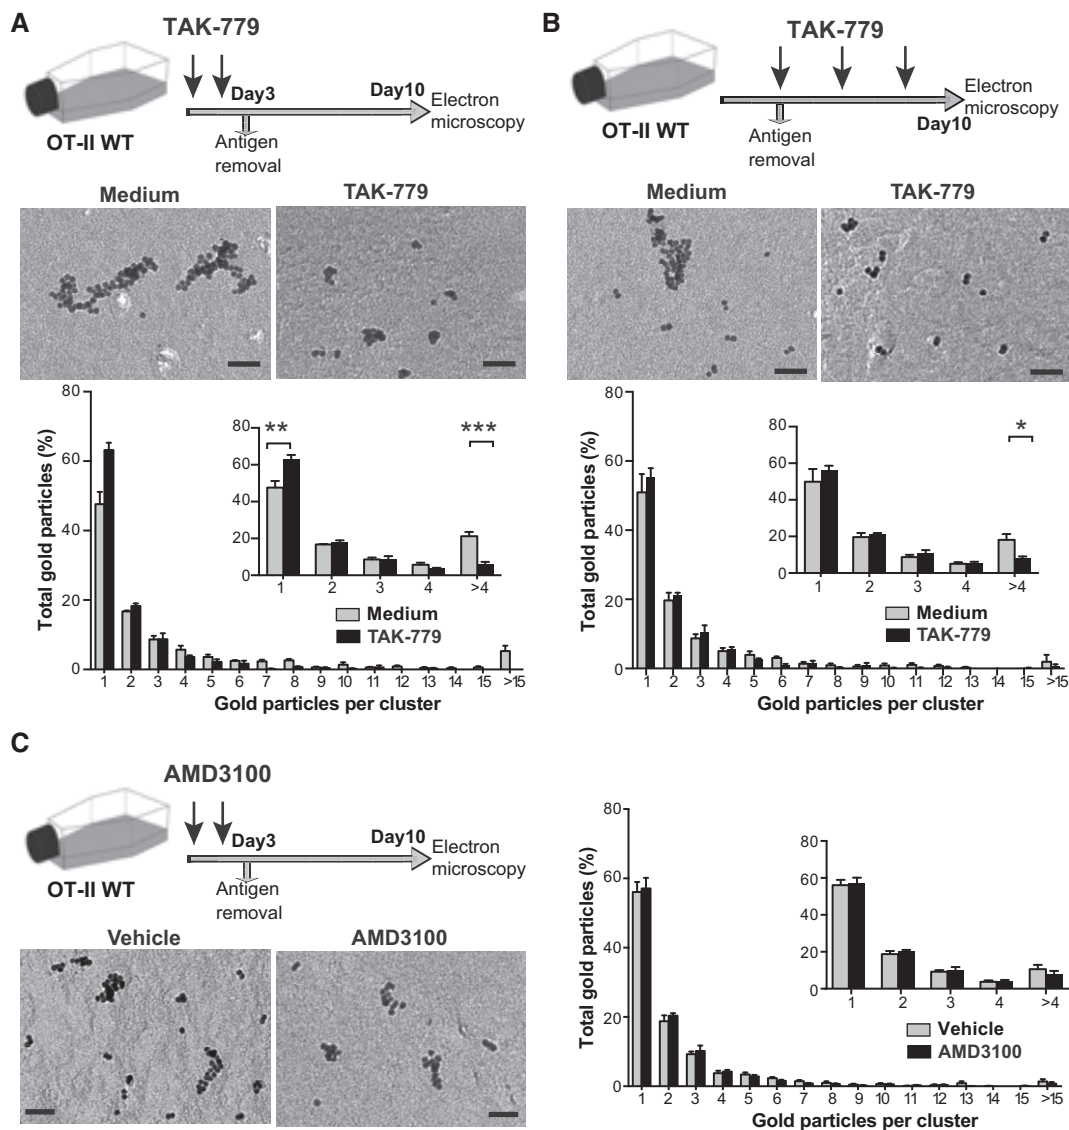 A
TAK-779
Day3
Day10
Electron
microscopy
OT-II WT
Antigen
removal
Medium
TAK-779
80
60
40
20
0
Total gold particles (%)
1 2 3 4 5 6 7 8 9 10 11 12 13 14 15 >15
Gold particles per cluster
80
60
40
20
0
** ***
1 2 3 4 >4
Medium
TAK-779
B
TAK-779
Electron
microscopy
Day10
OT-II WT
Antigen
removal
Medium
TAK-779
80
60
40
20
0
Total gold particles (%)
1 2 3 4 5 6 7 8 9 10 11 12 13 14 15 >15
Gold particles per cluster
80
60
40
20
0
*
1 2 3 4 >4
Medium
TAK-779
C
AMD3100
Day3
Day10
Electron
microscopy
OT-II WT
Antigen
removal
Vehicle
AMD3100
80
60
40
20
0
Total gold particles (%)
1 2 3 4 5 6 7 8 9 10 11 12 13 15 >15
Gold particles per cluster
80
60
40
20
0
1 2 3 4 >4
Vehicle
AMD3100